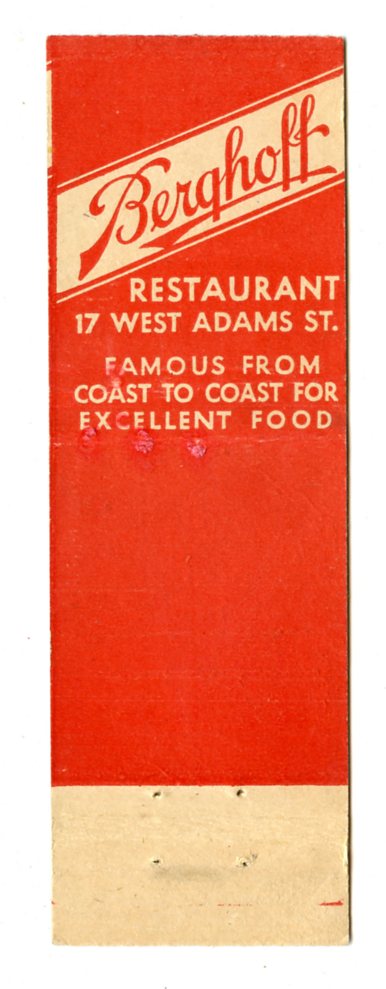 Berghoff
RESTAURANT
17 WEST ADAMS ST.
FAMOUS FROM
COAST TO COAST FOR
EXCELLENT FOOD